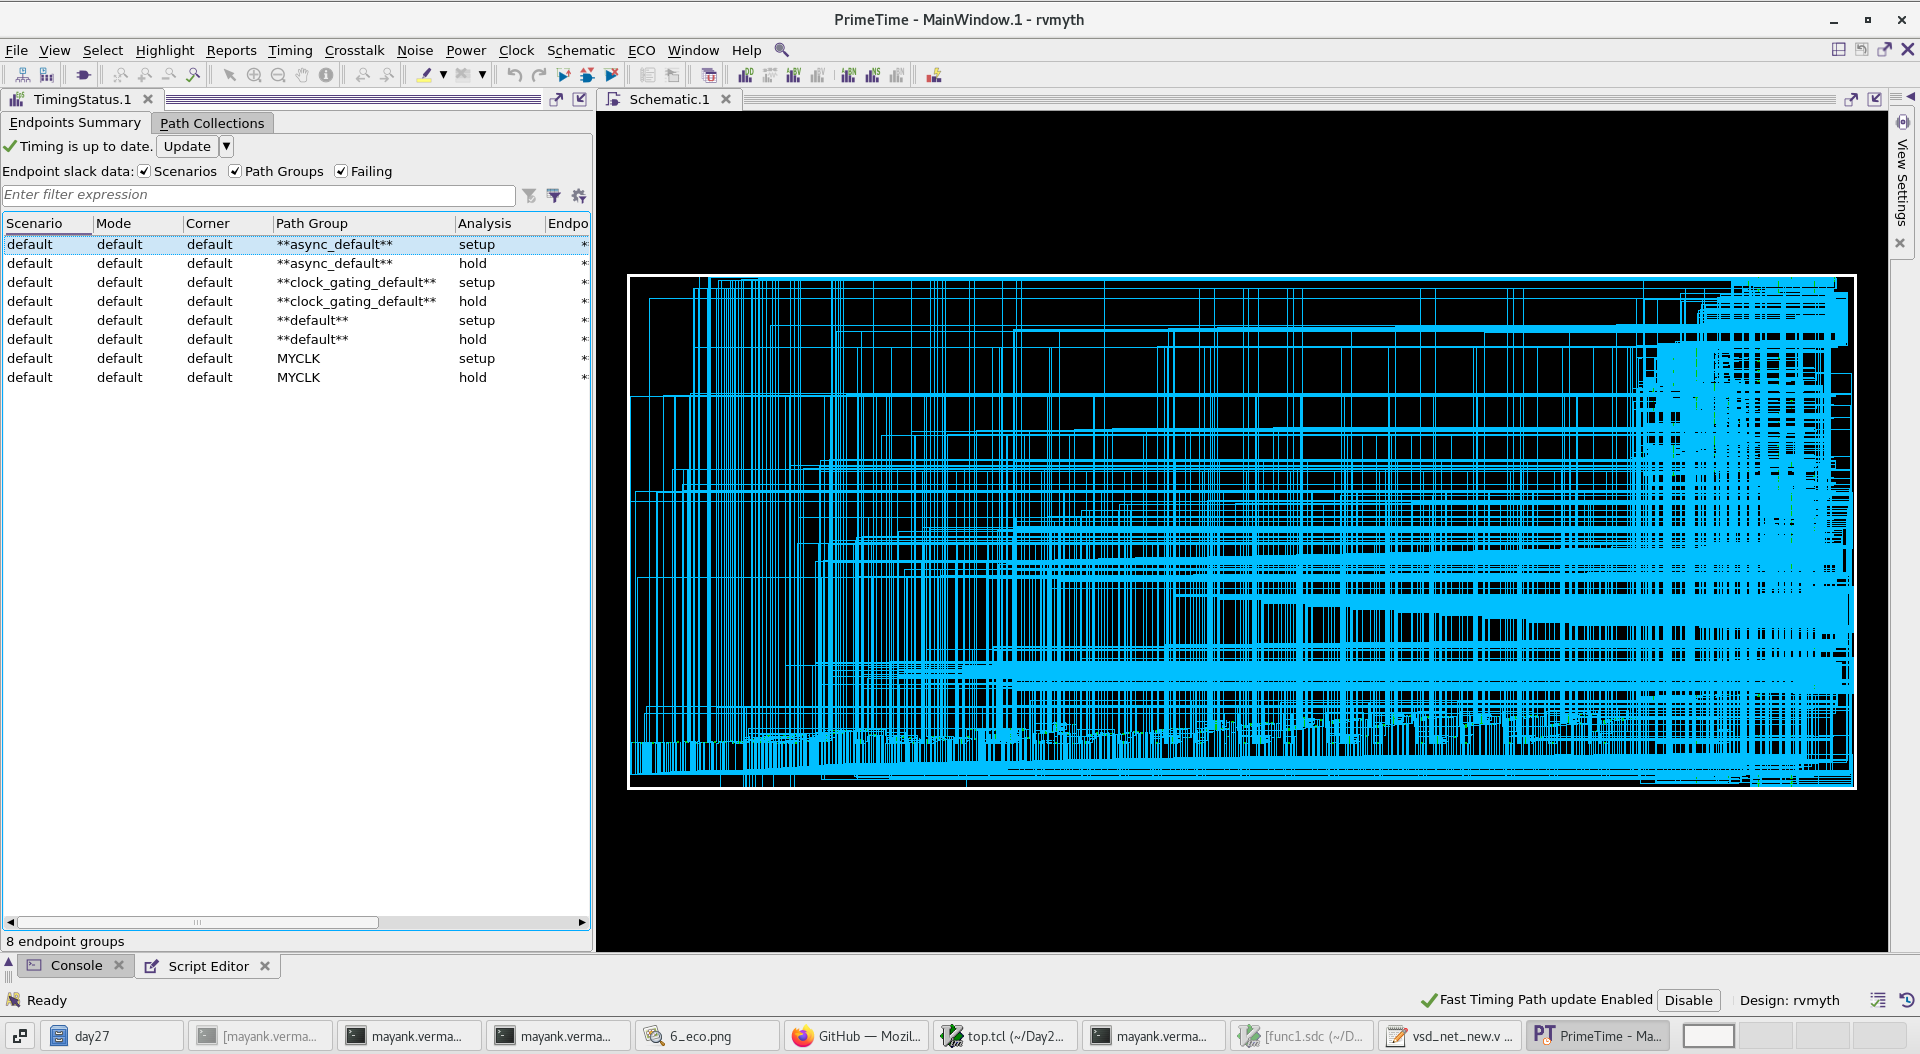 PrimeTime - MainWindow.1 - rvmyth
File View Select Highlight Reports Timing Crosstalk Noise Power Clock Schematic ECO Window Help
TimingStatus.1
Schematic.1
Endpoints Summary Path Collections
Timing is up to date. Update
Endpoint slack data: Scenarios Path Groups Failing
Enter filter expression
Scenario Mode Corner Path Group Analysis Endpo
default default default **async_default** setup *
default default default **async_default** hold *
default default default **clock_gating_default** setup *
default default default **clock_gating_default** hold *
default default default **default** setup *
default default default **default** hold *
default default default MYCLK setup *
default default default MYCLK hold *
8 endpoint groups
View Settings
Console Script Editor
Ready
Fast Timing Path update Enabled Disable Design: rvmyth
day27 [mayank.verma... mayank.verma... mayank.verma... 6_eco.png GitHub — Mozil... top.tcl (~/Day2... mayank.verma... [func1.sdc (~/D... vsd_net_new.v ... PrimeTime - Ma...